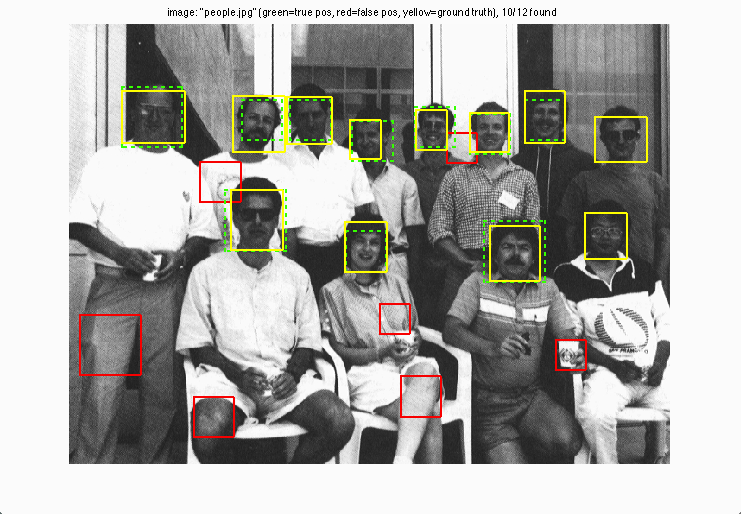 image: "people.jpg" (green=true pos, red=false pos, yellow=ground truth), 10/12 found